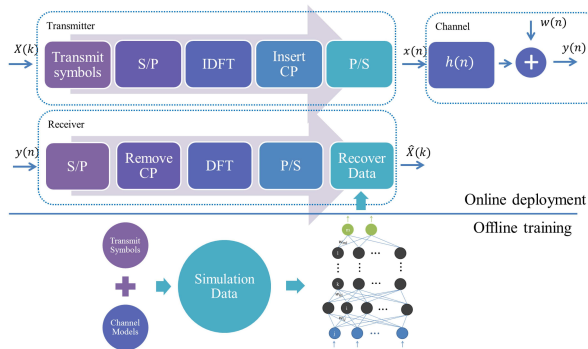 Transmitter
X(k)
Transmit symbols
S/P
IDFT
Insert CP
P/S
x(n)
Channel
h(n)
w(n)
+
y(n)
Receiver
y(n)
S/P
Remove CP
DFT
P/S
Recover Data
X̂(k)
Online deployment
Offline training
Transmit Symbols
+
Channel Models
Simulation Data